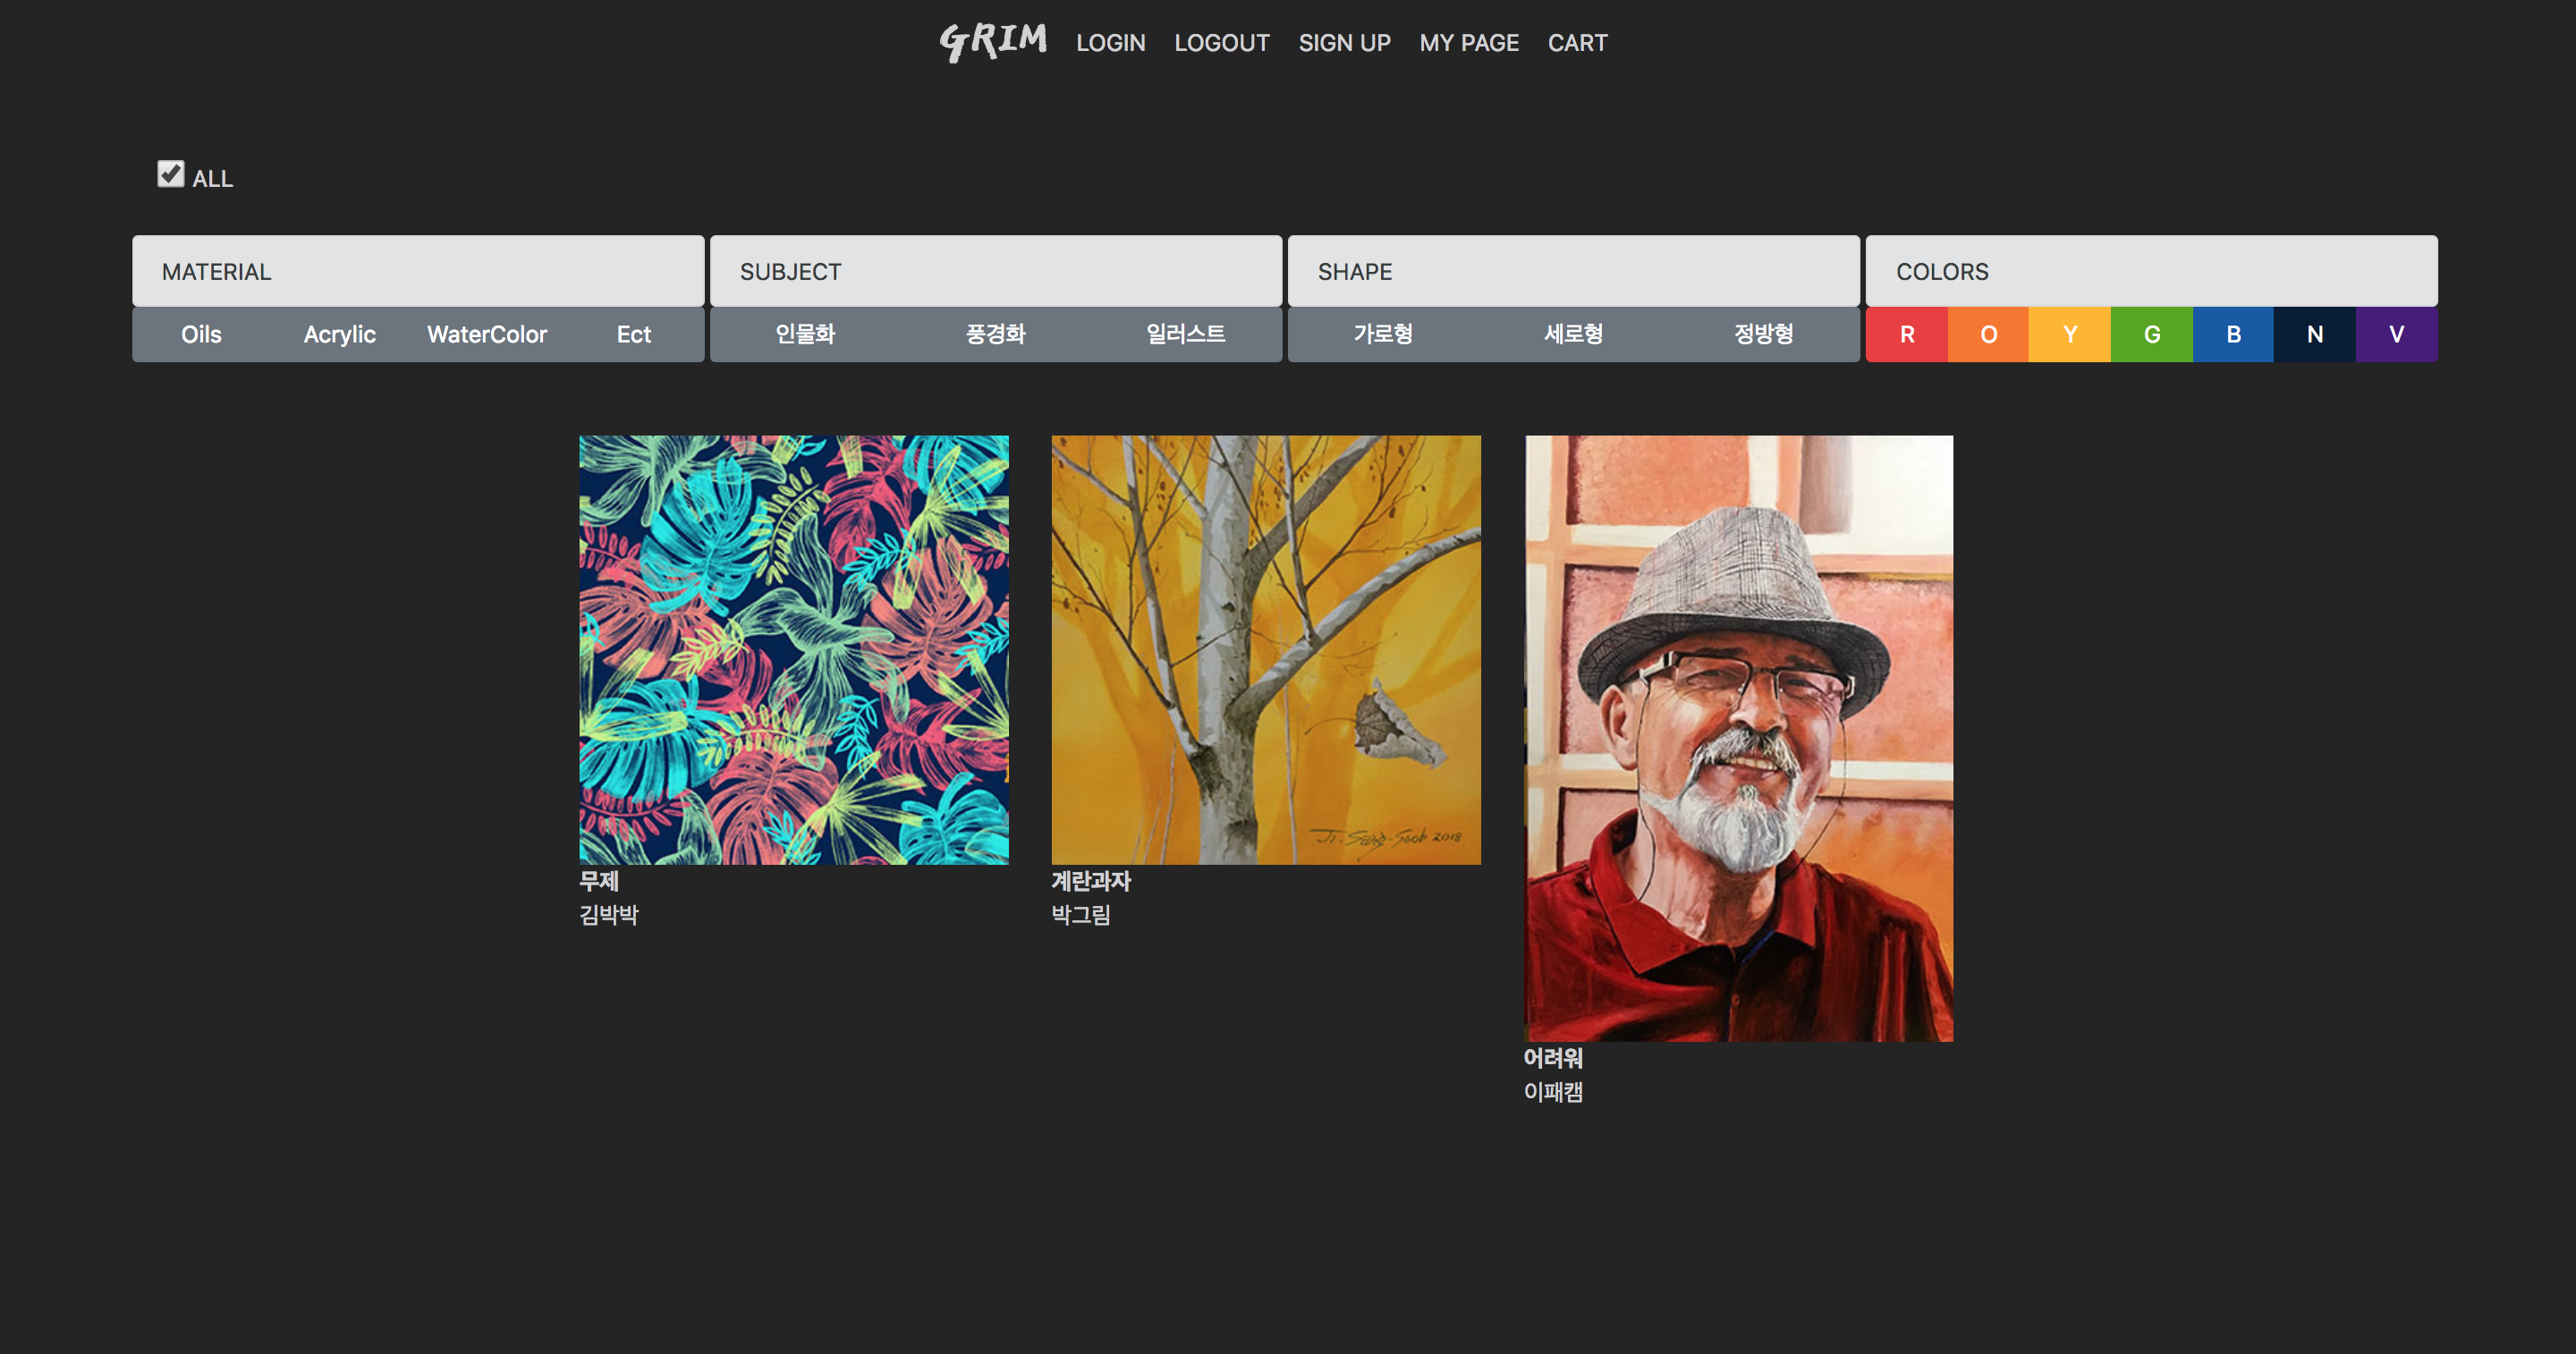 GRIM LOGIN LOGOUT SIGN UP MY PAGE CART
ALL
MATERIAL SUBJECT SHAPE COLORS
Oils Acrylic WaterColor Ect 인물화 풍경화 일러스트 가로형 세로형 정방형 R O Y G B N V
Ji. Sang-Soob 2018
무제
김박박
계란과자
박그림
어려워
이패캠